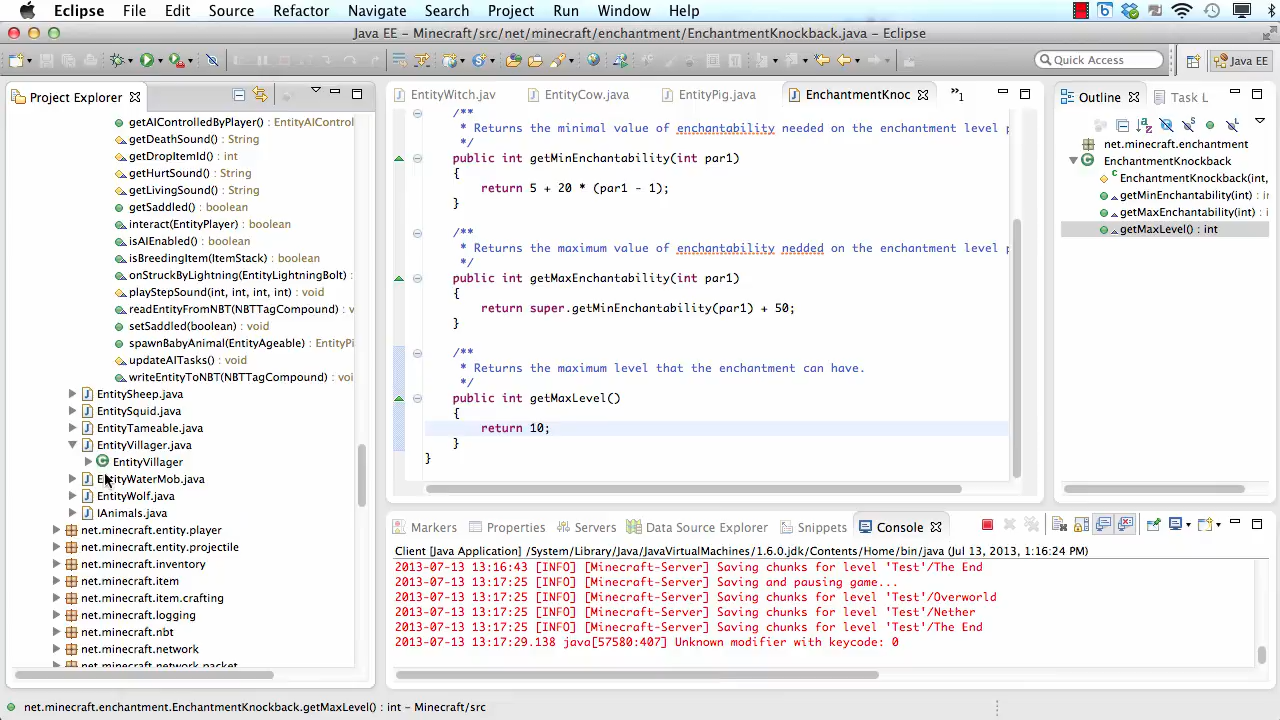 Eclipse File Edit Source Refactor Navigate Search Project Run Window Help
Java EE - Minecraft/src/net/minecraft/enchantment/EnchantmentKnockback.java - Eclipse
Quick Access
Java EE
Project Explorer
getAIControlledByPlayer() : EntityAIControl
getDeathSound() : String
getDropItemId() : int
getHurtSound() : String
getLivingSound() : String
getSaddled() : boolean
interact(EntityPlayer) : boolean
isAIEnabled() : boolean
isBreedingItem(ItemStack) : boolean
onStruckByLightning(EntityLightningBolt) :
playStepSound(int, int, int, int) : void
readEntityFromNBT(NBTTagCompound) : v
setSaddled(boolean) : void
spawnBabyAnimal(EntityAgeable) : EntityPi
updateAITasks() : void
writeEntityToNBT(NBTTagCompound) : voi
EntitySheep.java
EntitySquid.java
EntityTameable.java
EntityVillager.java
EntityVillager
EntityWaterMob.java
EntityWolf.java
IAnimals.java
net.minecraft.entity.player
net.minecraft.entity.projectile
net.minecraft.inventory
net.minecraft.item
net.minecraft.item.crafting
net.minecraft.logging
net.minecraft.nbt
net.minecraft.network
net.minecraft.network.packet
EntityWitch.jav EntityCow.java EntityPig.java EnchantmentKnoc »1
/**
* Returns the minimal value of enchantability needed on the enchantment level p
*/
public int getMinEnchantability(int par1)
{
return 5 + 20 * (par1 - 1);
}
/**
* Returns the maximum value of enchantability nedded on the enchantment level p
*/
public int getMaxEnchantability(int par1)
{
return super.getMinEnchantability(par1) + 50;
}
/**
* Returns the maximum level that the enchantment can have.
*/
public int getMaxLevel()
{
return 10;
}
}
Outline Task L
net.minecraft.enchantment
EnchantmentKnockback
EnchantmentKnockback(int,
getMinEnchantability(int) : i
getMaxEnchantability(int) : i
getMaxLevel() : int
Markers Properties Servers Data Source Explorer Snippets Console
Client [Java Application] /System/Library/Java/JavaVirtualMachines/1.6.0.jdk/Contents/Home/bin/java (Jul 13, 2013 1:16:24 PM)
2013-07-13 13:16:43 [INFO] [Minecraft-Server] Saving chunks for level 'Test'/The End
2013-07-13 13:17:25 [INFO] [Minecraft-Server] Saving and pausing game...
2013-07-13 13:17:25 [INFO] [Minecraft-Server] Saving chunks for level 'Test'/Overworld
2013-07-13 13:17:25 [INFO] [Minecraft-Server] Saving chunks for level 'Test'/Nether
2013-07-13 13:17:25 [INFO] [Minecraft-Server] Saving chunks for level 'Test'/The End
2013-07-13 13:17:29.138 java[57580:407] Unknown modifier with keycode: 0
net.minecraft.enchantment.EnchantmentKnockback.getMaxLevel() : int - Minecraft/src